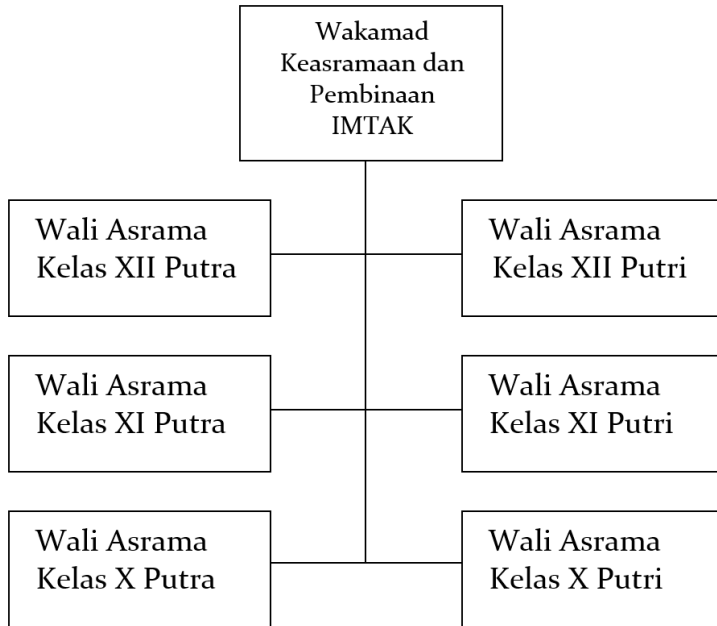 Wakamad
Keasramaan dan
Pembinaan
IMTAK
Wali Asrama
Kelas XII Putra
Wali Asrama
Kelas XII Putri
Wali Asrama
Kelas XI Putra
Wali Asrama
Kelas XI Putri
Wali Asrama
Kelas X Putra
Wali Asrama
Kelas X Putri